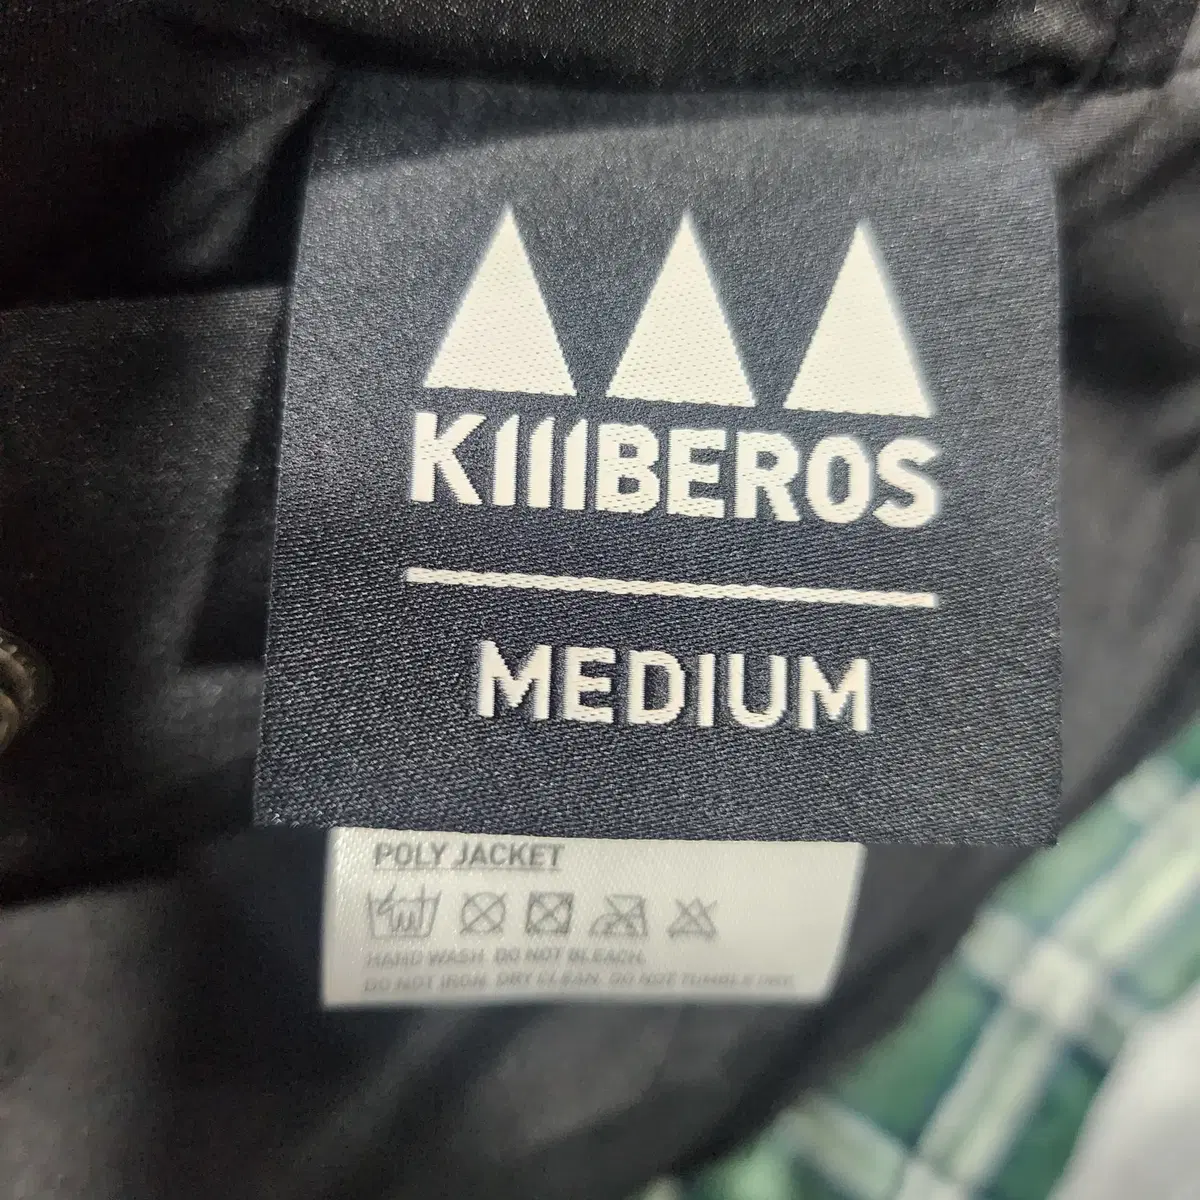 KIIIBEROS
MEDIUM
POLY JACKET
HAND WASH. DO NOT BLEACH.
DO NOT IRON. DRY CLEAN. DO NOT TUMBLE DRY.